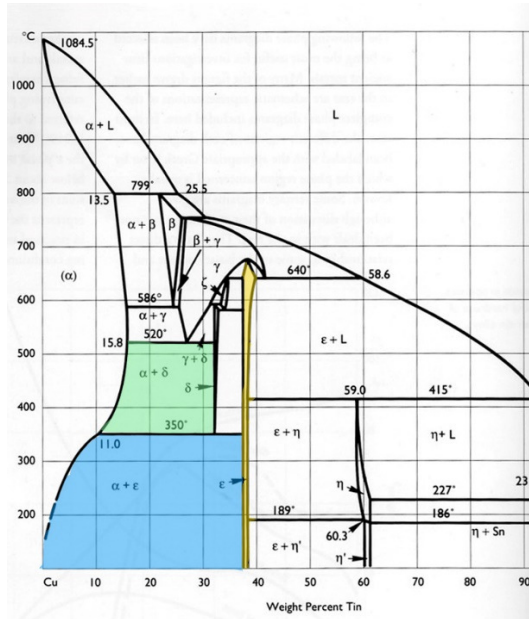 °C
1084.5°
1000
L
α + L
900
799°
800
13.5
25.5
α + β
β
700
β + γ
γ
640°
58.6
ζ
(α)
600
586°
α + γ
520°
ε + L
500
15.8
γ + δ
α + δ
δ
59.0
415°
400
350°
11.0
ε + η
η + L
300
α + ε
ε
η
227°
23
200
189°
186°
60.3
η + Sn
ε + η'
η'
Cu
10
20
30
40
50
60
70
80
90
Weight Percent Tin